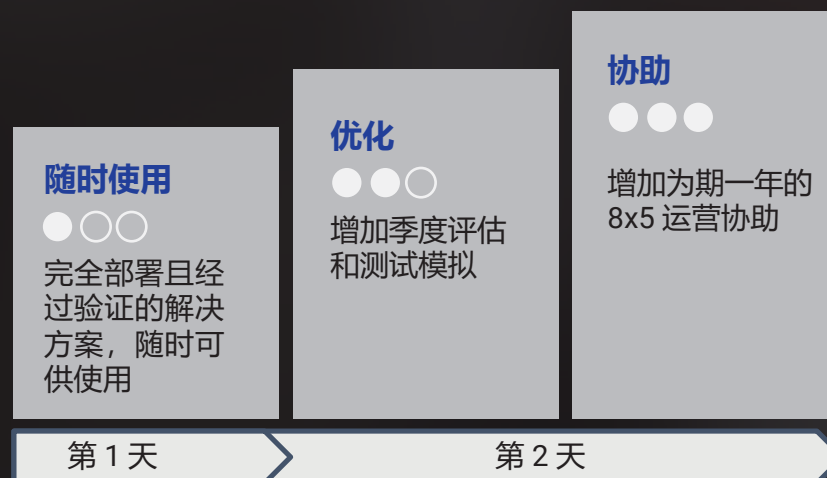 随时使用
完全部署且经
过验证的解决
方案，随时可
供使用
优化
增加季度评估
和测试模拟
协助
增加为期一年的
8x5 运营协助
第 1 天
第 2 天